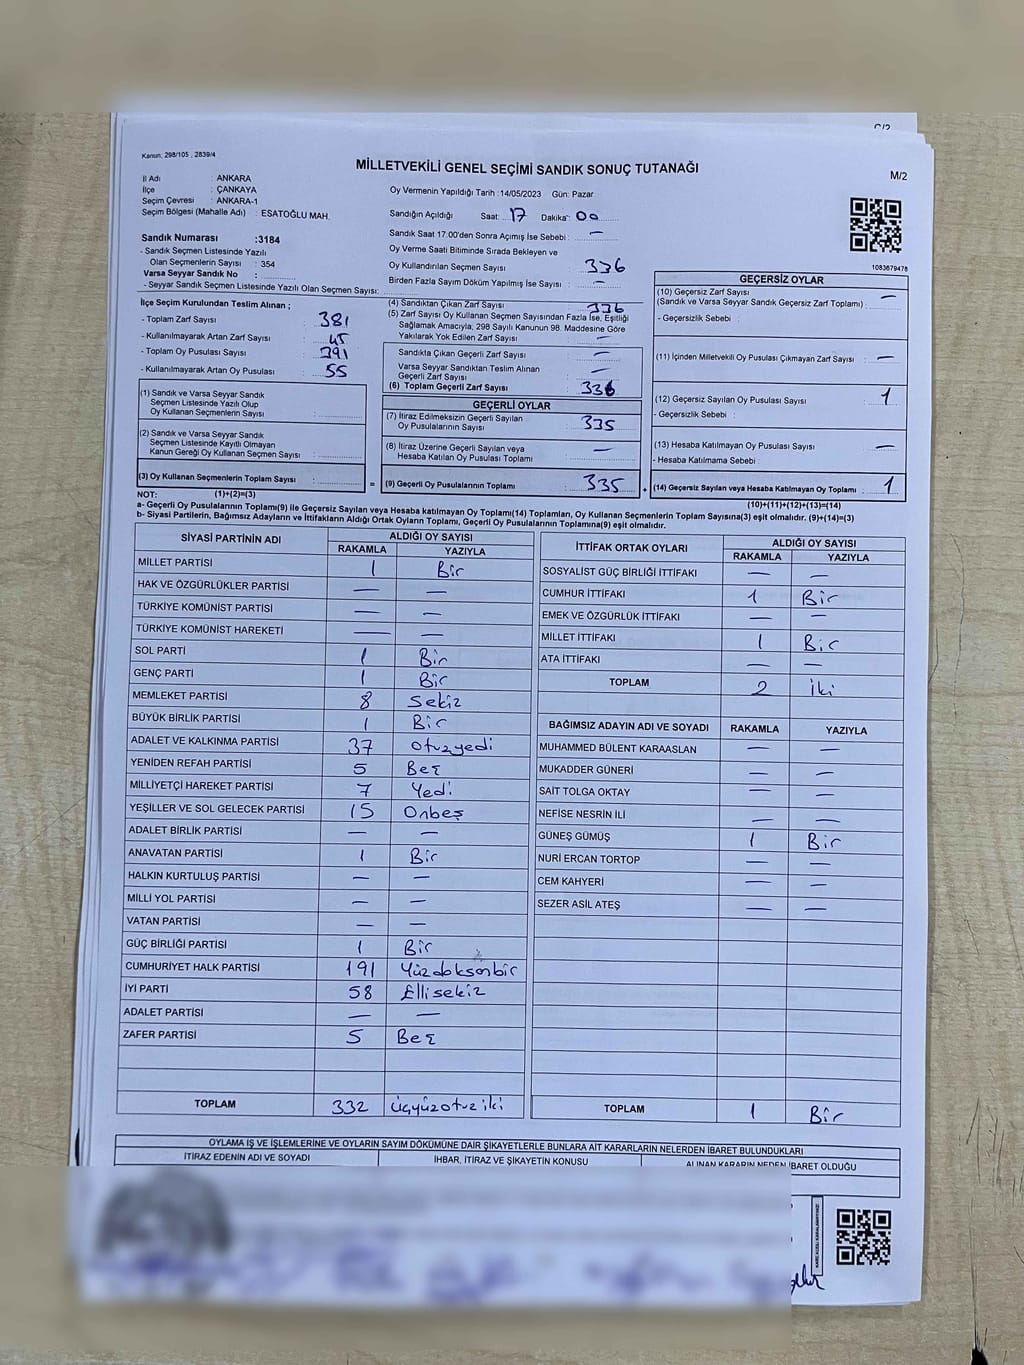 C/2
Kanun, 298/105 , 2839/4
MİLLETVEKİLİ GENEL SEÇİMİ SANDIK SONUÇ TUTANAĞI
M/2
İl Adı : ANKARA
İlçe : ÇANKAYA
Seçim Çevresi : ANKARA-1
Seçim Bölgesi (Mahalle Adı) : ESATOĞLU MAH.
Sandık Numarası :3184
- Sandık Seçmen Listesinde Yazılı
Olan Seçmenlerin Sayısı : 354
Varsa Seyyar Sandık No :
- Seyyar Sandık Seçmen Listesinde Yazılı Olan Seçmen Sayısı:
Oy Vermenin Yapıldığı Tarih :14/05/2023 Gün: Pazar
Sandığın Açıldığı Saat: 17 Dakika: 00
Sandık Saat 17:00'den Sonra Açımış İse Sebebi : —
Oy Verme Saati Bitiminde Sırada Bekleyen ve
Oy Kullandırılan Seçmen Sayısı : 336
Birden Fazla Sayım Döküm Yapılmış İse Sayısı : —
1083679478
İlçe Seçim Kurulundan Teslim Alınan ;
- Toplam Zarf Sayısı : 381
- Kullanılmayarak Artan Zarf Sayısı : 45
- Toplam Oy Pusulası Sayısı : 391
- Kullanılmayarak Artan Oy Pusulası : 55
(1) Sandık ve Varsa Seyyar Sandık
Seçmen Listesinde Yazılı Olup
Oy Kullanan Seçmenlerin Sayısı :
(2) Sandık ve Varsa Seyyar Sandık
Seçmen Listesinde Kayıtlı Olmayan
Kanun Gereği Oy Kullanan Seçmen Sayısı :
(3) Oy Kullanan Seçmenlerin Toplam Sayısı : =
(4) Sandıktan Çıkan Zarf Sayısı : 336
(5) Zarf Sayısı Oy Kullanan Seçmen Sayısından Fazla İse, Eşitliği
Sağlamak Amacıyla; 298 Sayılı Kanunun 98. Maddesine Göre
Yakılarak Yok Edilen Zarf Sayısı : —
Sandıkta Çıkan Geçerli Zarf Sayısı : —
Varsa Seyyar Sandıktan Teslim Alınan
Geçerli Zarf Sayısı : —
(6) Toplam Geçerli Zarf Sayısı : 336
GEÇERLİ OYLAR
(7) İtiraz Edilmeksizin Geçerli Sayılan
Oy Pusulalarının Sayısı : 335
(8) İtiraz Üzerine Geçerli Sayılan veya
Hesaba Katılan Oy Pusulası Toplamı : —
(9) Geçerli Oy Pusulalarının Toplamı : 335 +
GEÇERSİZ OYLAR
(10) Geçersiz Zarf Sayısı
(Sandık ve Varsa Seyyar Sandık Geçersiz Zarf Toplamı) : —
- Geçersizlik Sebebi :
(11) İçinden Milletvekili Oy Pusulası Çıkmayan Zarf Sayısı : —
(12) Geçersiz Sayılan Oy Pusulası Sayısı : 1
- Geçersizlik Sebebi :
(13) Hesaba Katılmayan Oy Pusulası Sayısı : —
- Hesaba Katılmama Sebebi :
(14) Geçersiz Sayılan veya Hesaba Katılmayan Oy Toplamı : 1
NOT: (1)+(2)=(3) (10)+(11)+(12)+(13)=(14)
a- Geçerli Oy Pusulalarının Toplamı(9) ile Geçersiz Sayılan veya Hesaba katılmayan Oy Toplamı(14) Toplamları, Oy Kullanan Seçmenlerin Toplam Sayısına(3) eşit olmalıdır. (9)+(14)=(3)
b- Siyasi Partilerin, Bağımsız Adayların ve İttifakların Aldığı Ortak Oyların Toplamı, Geçerli Oy Pusulalarının Toplamına(9) eşit olmalıdır.
SİYASİ PARTİNİN ADI ALDIĞI OY SAYISI
RAKAMLA YAZIYLA
MİLLET PARTİSİ 1 Bir
HAK VE ÖZGÜRLÜKLER PARTİSİ — —
TÜRKİYE KOMÜNİST PARTİSİ — —
TÜRKİYE KOMÜNİST HAREKETİ — —
SOL PARTİ 1 Bir
GENÇ PARTİ 1 Bir
MEMLEKET PARTİSİ 8 Sekiz
BÜYÜK BİRLİK PARTİSİ 1 Bir
ADALET VE KALKINMA PARTİSİ 37 Otuzyedi
YENİDEN REFAH PARTİSİ 5 Beş
MİLLİYETÇİ HAREKET PARTİSİ 7 Yedi
YEŞİLLER VE SOL GELECEK PARTİSİ 15 Onbeş
ADALET BİRLİK PARTİSİ — —
ANAVATAN PARTİSİ 1 Bir
HALKIN KURTULUŞ PARTİSİ — —
MİLLİ YOL PARTİSİ — —
VATAN PARTİSİ — —
GÜÇ BİRLİĞİ PARTİSİ 1 Bir
CUMHURİYET HALK PARTİSİ 191 Yüzdoksanbir
İYİ PARTİ 58 Ellisekiz
ADALET PARTİSİ — —
ZAFER PARTİSİ 5 Beş
TOPLAM 332 üçyüzotuziki
İTTİFAK ORTAK OYLARI ALDIĞI OY SAYISI
RAKAMLA YAZIYLA
SOSYALİST GÜÇ BİRLİĞİ İTTİFAKI — —
CUMHUR İTTİFAKI 1 Bir
EMEK VE ÖZGÜRLÜK İTTİFAKI — —
MİLLET İTTİFAKI 1 Bir
ATA İTTİFAKI — —
TOPLAM 2 İki
BAĞIMSIZ ADAYIN ADI VE SOYADI RAKAMLA YAZIYLA
MUHAMMED BÜLENT KARAASLAN — —
MUKADDER GÜNERİ — —
SAİT TOLGA OKTAY — —
NEFİSE NESRİN İLİ — —
GÜNEŞ GÜMÜŞ 1 Bir
NURİ ERCAN TORTOP — —
CEM KAHYERİ — —
SEZER ASİL ATEŞ — —
TOPLAM 1 Bir
OYLAMA İŞ VE İŞLEMLERİNE VE OYLARIN SAYIM DÖKÜMÜNE DAİR ŞİKAYETLERLE BUNLARA AİT KARARLARIN NELERDEN İBARET BULUNDUKLARI
İTİRAZ EDENİN ADI VE SOYADI İHBAR, İTİRAZ VE ŞİKAYETİN KONUSU ALINAN KARARIN NEDEN İBARET OLDUĞU